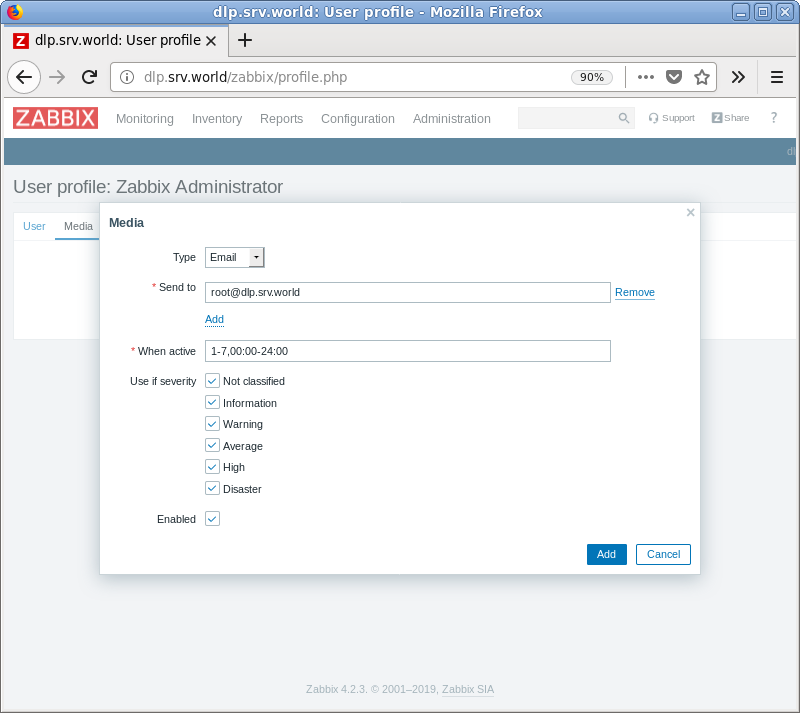 dlp.srv.world: User profile - Mozilla Firefox
Z dlp.srv.world: User profile
dlp.srv.world/zabbix/profile.php 90%
ZABBIX Monitoring Inventory Reports Configuration Administration Z Support Share ?
dl
User profile: Zabbix Administrator
User Media
Media
Type Email
* Send to root@dlp.srv.world Remove
Add
* When active 1-7,00:00-24:00
Use if severity Not classified
Information
Warning
Average
High
Disaster
Enabled
Add Cancel
Zabbix 4.2.3. © 2001–2019, Zabbix SIA